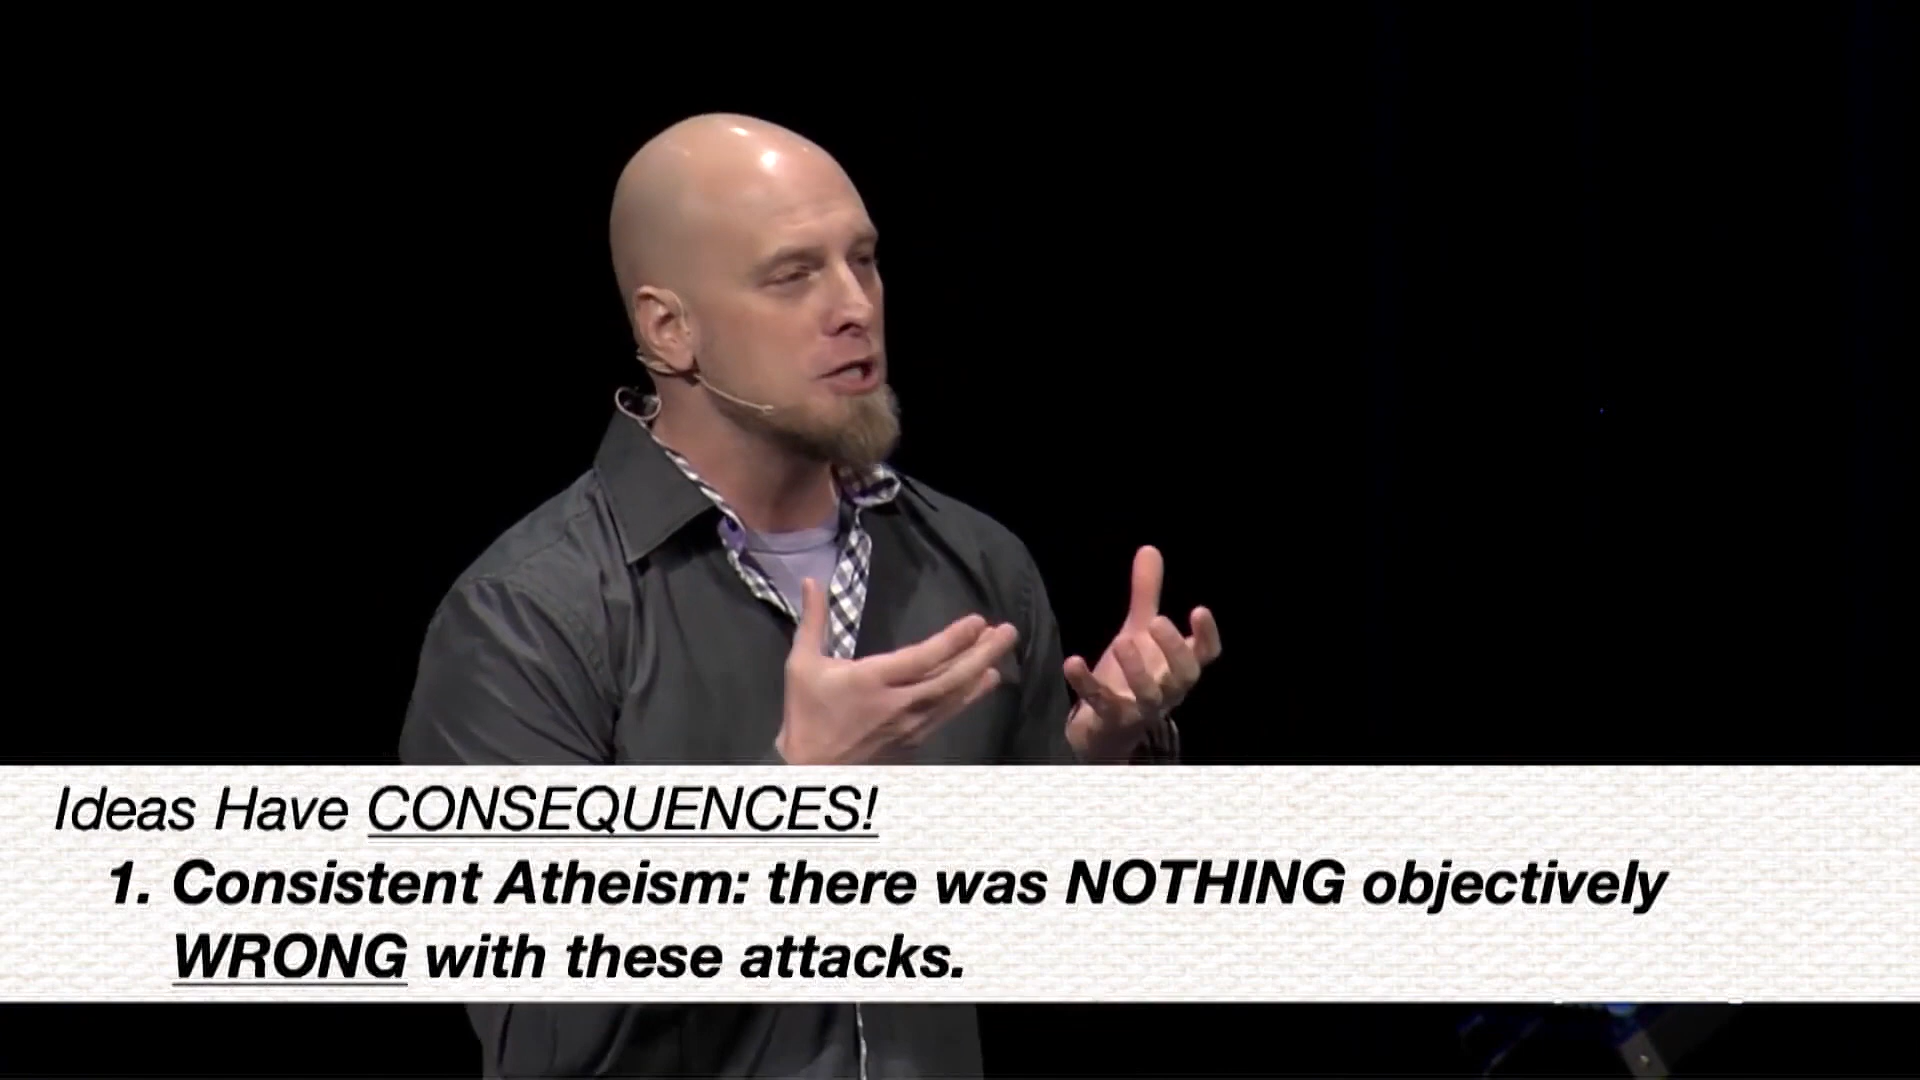 Ideas Have CONSEQUENCES!
1. Consistent Atheism: there was NOTHING objectively
WRONG with these attacks.